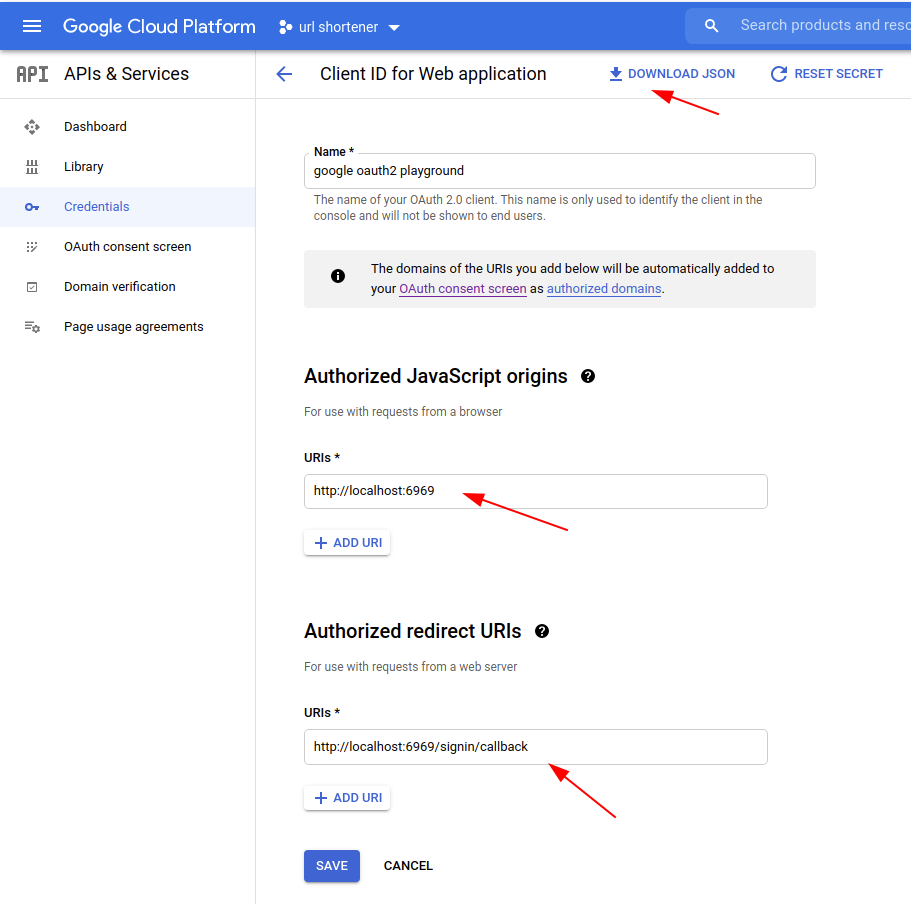 Google Cloud Platform
url shortener
Search products and reso
API
APIs & Services
Client ID for Web application
DOWNLOAD JSON
RESET SECRET
Dashboard
Library
Credentials
OAuth consent screen
Domain verification
Page usage agreements
Name *
google oauth2 playground
The name of your OAuth 2.0 client. This name is only used to identify the client in the
console and will not be shown to end users.
The domains of the URIs you add below will be automatically added to
your OAuth consent screen as authorized domains.
Authorized JavaScript origins
For use with requests from a browser
URIs *
http://localhost:6969
ADD URI
Authorized redirect URIs
For use with requests from a web server
URIs *
http://localhost:6969/signin/callback
ADD URI
SAVE
CANCEL